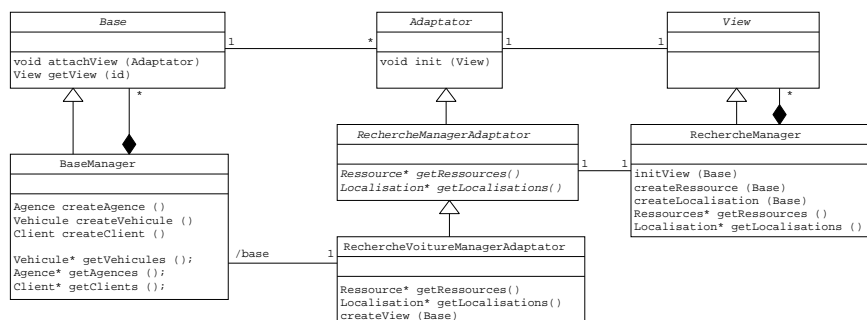 Base
void attachView (Adaptator)
View getView (id)
1
*
Adaptator
void init (View)
1
1
View
*
*
BaseManager
Agence createAgence ()
Vehicule createVehicule ()
Client createClient ()
Vehicule* getVehicules ();
Agence* getAgences ();
Client* getClients ();
RechercheManagerAdaptator
Ressource* getRessources()
Localisation* getLocalisations()
1
1
RechercheManager
initView (Base)
createRessource (Base)
createLocalisation (Base)
Ressources* getRessources ()
Localisation* getLocalisations ()
/base
1
RechercheVoitureManagerAdaptator
Ressource* getRessources()
Localisation* getLocalisations()
createView (Base)